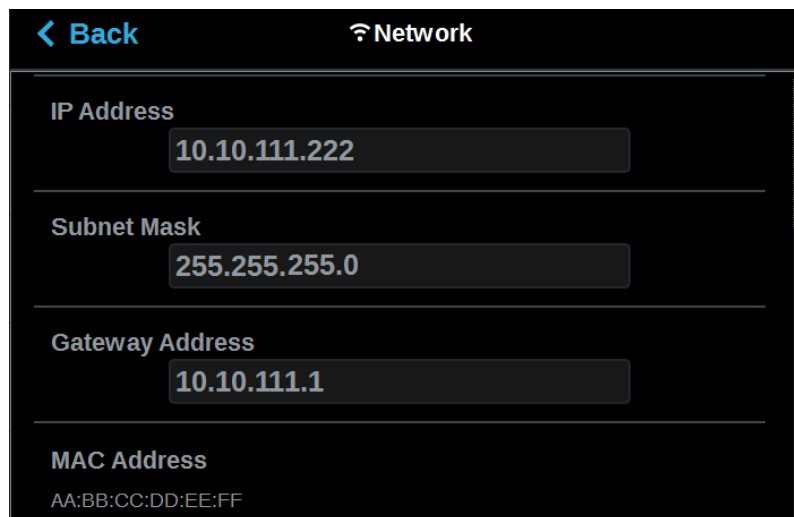 Back
Network
IP Address
10.10.111.222
Subnet Mask
255.255.255.0
Gateway Address
10.10.111.1
MAC Address
AA:BB:CC:DD:EE:FF